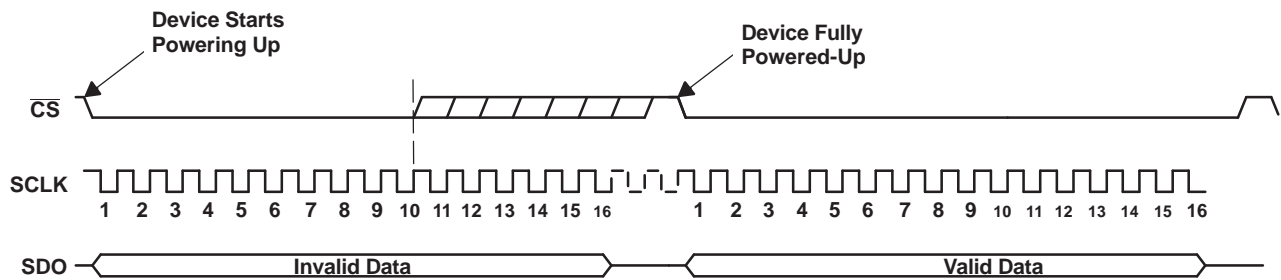 Device Starts
Powering Up
Device Fully
Powered-Up
CS
SCLK
1 2 3 4 5 6 7 8 9 10 11 12 13 14 15 16 1 2 3 4 5 6 7 8 9 10 11 12 13 14 15 16
SDO Invalid Data Valid Data